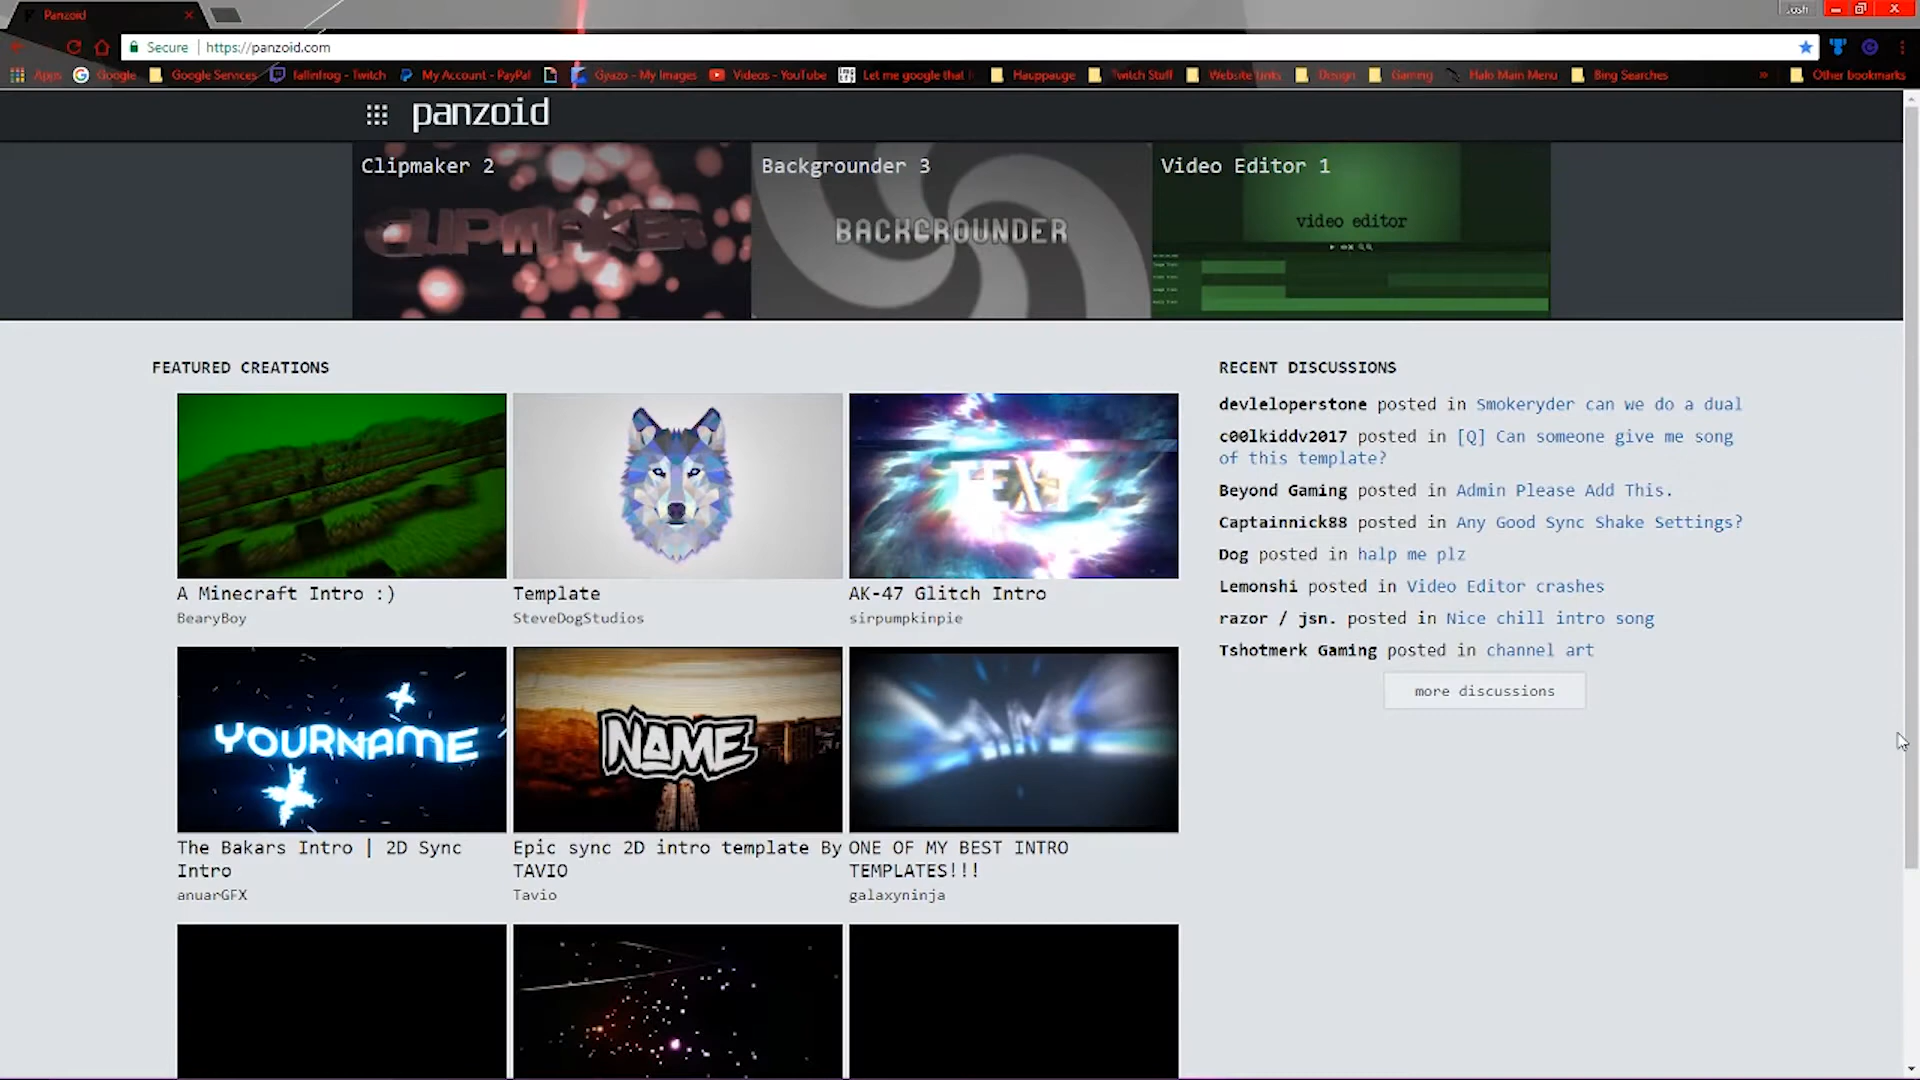 Panzoid
Josh
Secure | https://panzoid.com
Apps Google Google Services fallinfrog - Twitch My Account - PayPal Gyazo - My Images Videos - YouTube Let me google that Hauppauge Twitch Stuff Website Links Design Gaming Halo Main Menu Bing Searches » Other bookmarks
panzoid
Clipmaker 2
CLIPMAKER
Backgrounder 3
BACKGROUNDER
Video Editor 1
video editor
FEATURED CREATIONS
TEXT
A Minecraft Intro :)
BearyBoy
Template
SteveDogStudios
AK-47 Glitch Intro
sirpumpkinpie
YOURNAME
NAME
The Bakars Intro | 2D Sync
Intro
anuarGFX
Epic sync 2D intro template By
TAVIO
Tavio
ONE OF MY BEST INTRO
TEMPLATES!!!
galaxyninja
RECENT DISCUSSIONS
devleloperstone posted in Smokeryder can we do a dual
c00lkiddv2017 posted in [Q] Can someone give me song
of this template?
Beyond Gaming posted in Admin Please Add This.
Captainnick88 posted in Any Good Sync Shake Settings?
Dog posted in halp me plz
Lemonshi posted in Video Editor crashes
razor / jsn. posted in Nice chill intro song
Tshotmerk Gaming posted in channel art
more discussions